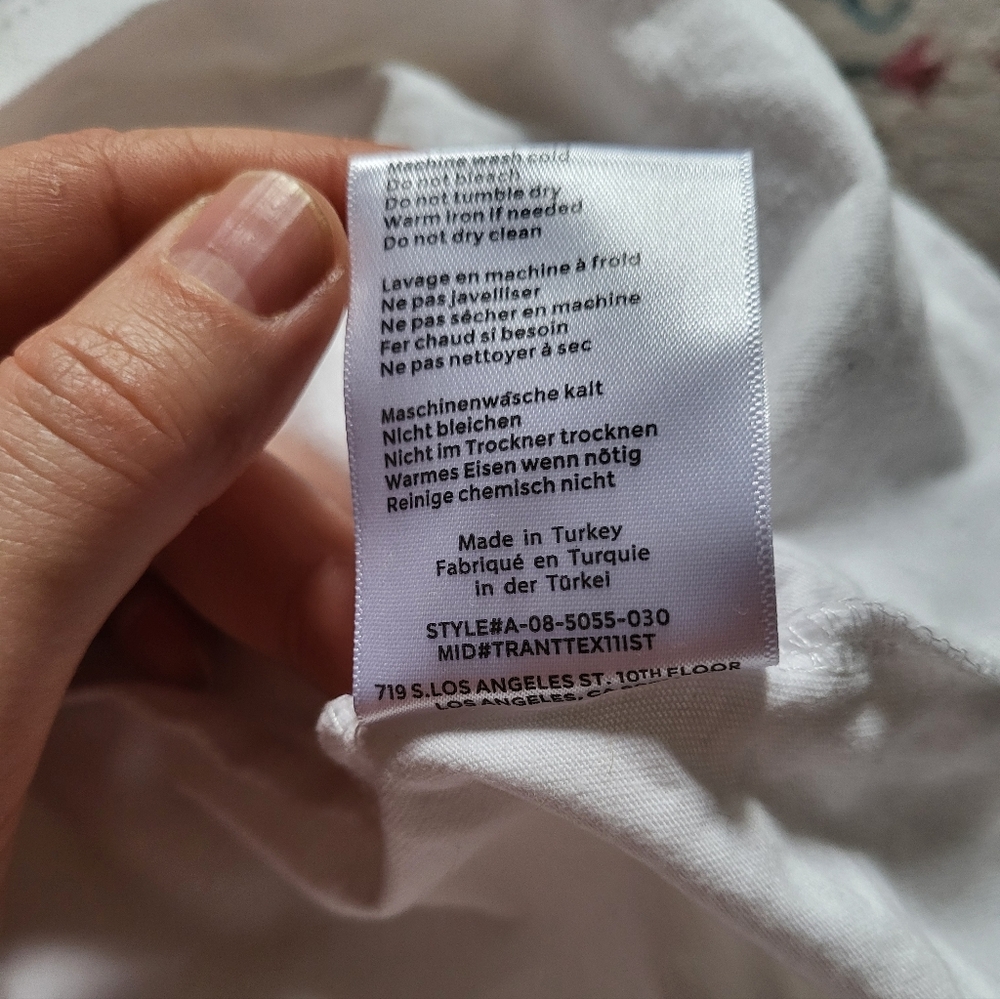 Machine wash cold
Do not bleach
Do not tumble dry
Warm iron if needed
Do not dry clean
Lavage en machine à froid
Ne pas javelliser
Ne pas sécher en machine
Fer chaud si besoin
Ne pas nettoyer à sec
Maschinenwäsche kalt
Nicht bleichen
Nicht im Trockner trocknen
Warmes Eisen wenn nötig
Reinige chemisch nicht
Made in Turkey
Fabriqué en Turquie
in der Türkei
STYLE#A-08-5055-030
MID#TRANTTEX11IST
719 S.LOS ANGELES ST. 10TH FLOOR
LOS ANGELES, CA